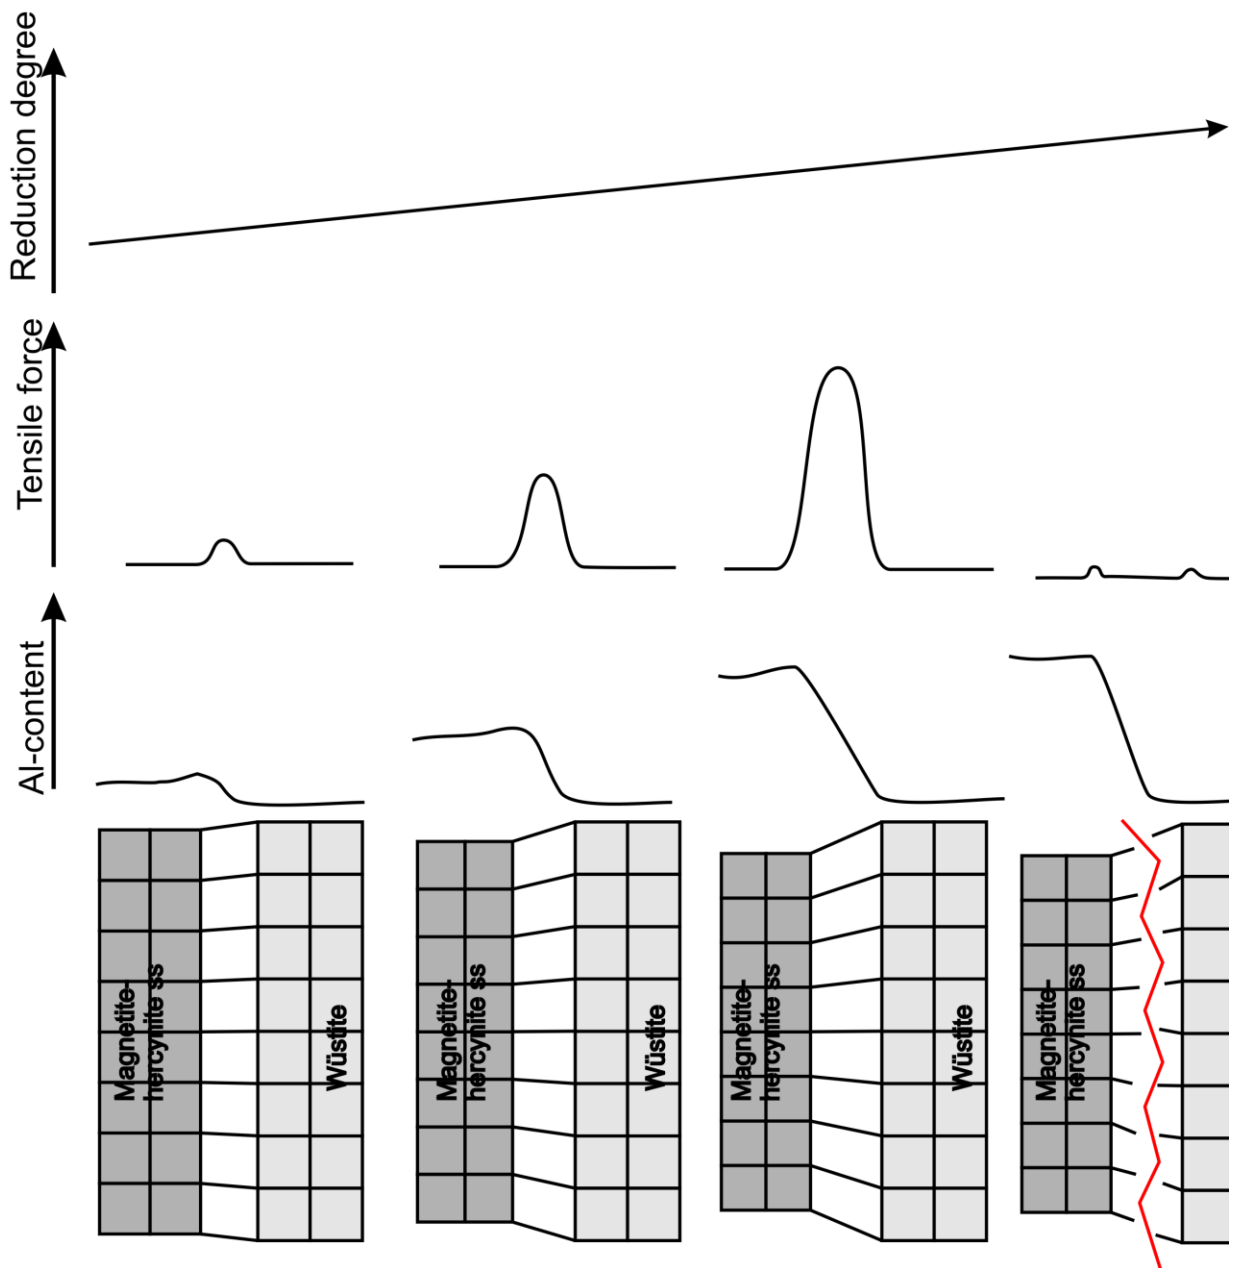 Reduction degree
Tensile force
Al-content
Magnetite-
hercynite ss
Wüstite
Magnetite-
hercynite ss
Wüstite
Magnetite-
hercynite ss
Wüstite
Magnetite-
hercynite ss